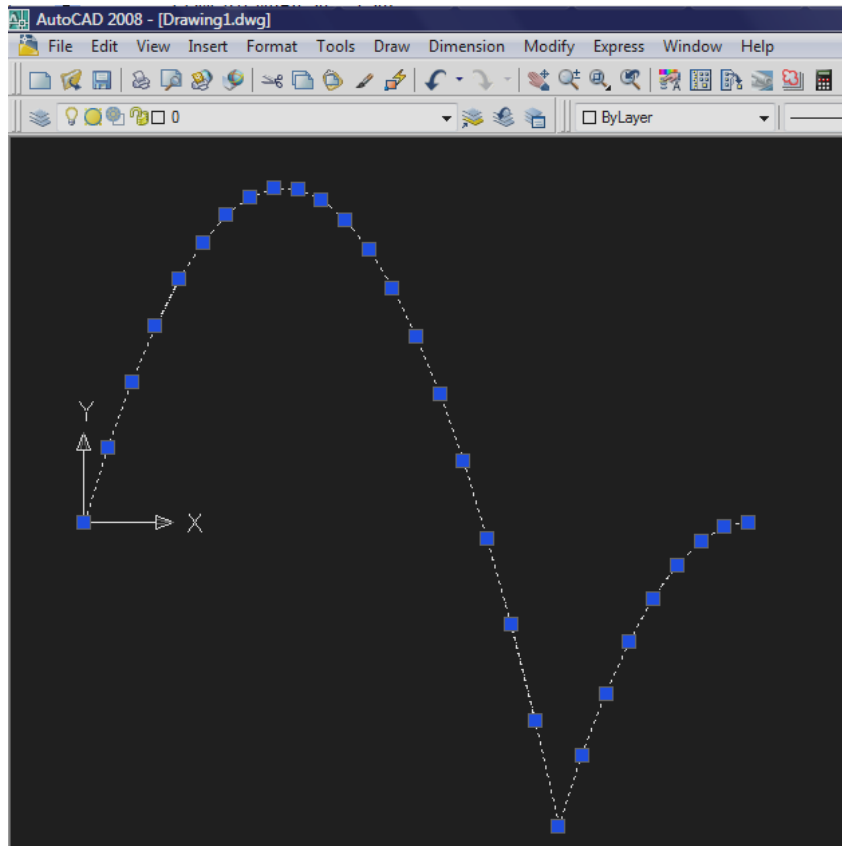 AutoCAD 2008 - [Drawing1.dwg]
File Edit View Insert Format Tools Draw Dimension Modify Express Window Help
0 ByLayer
Y
X